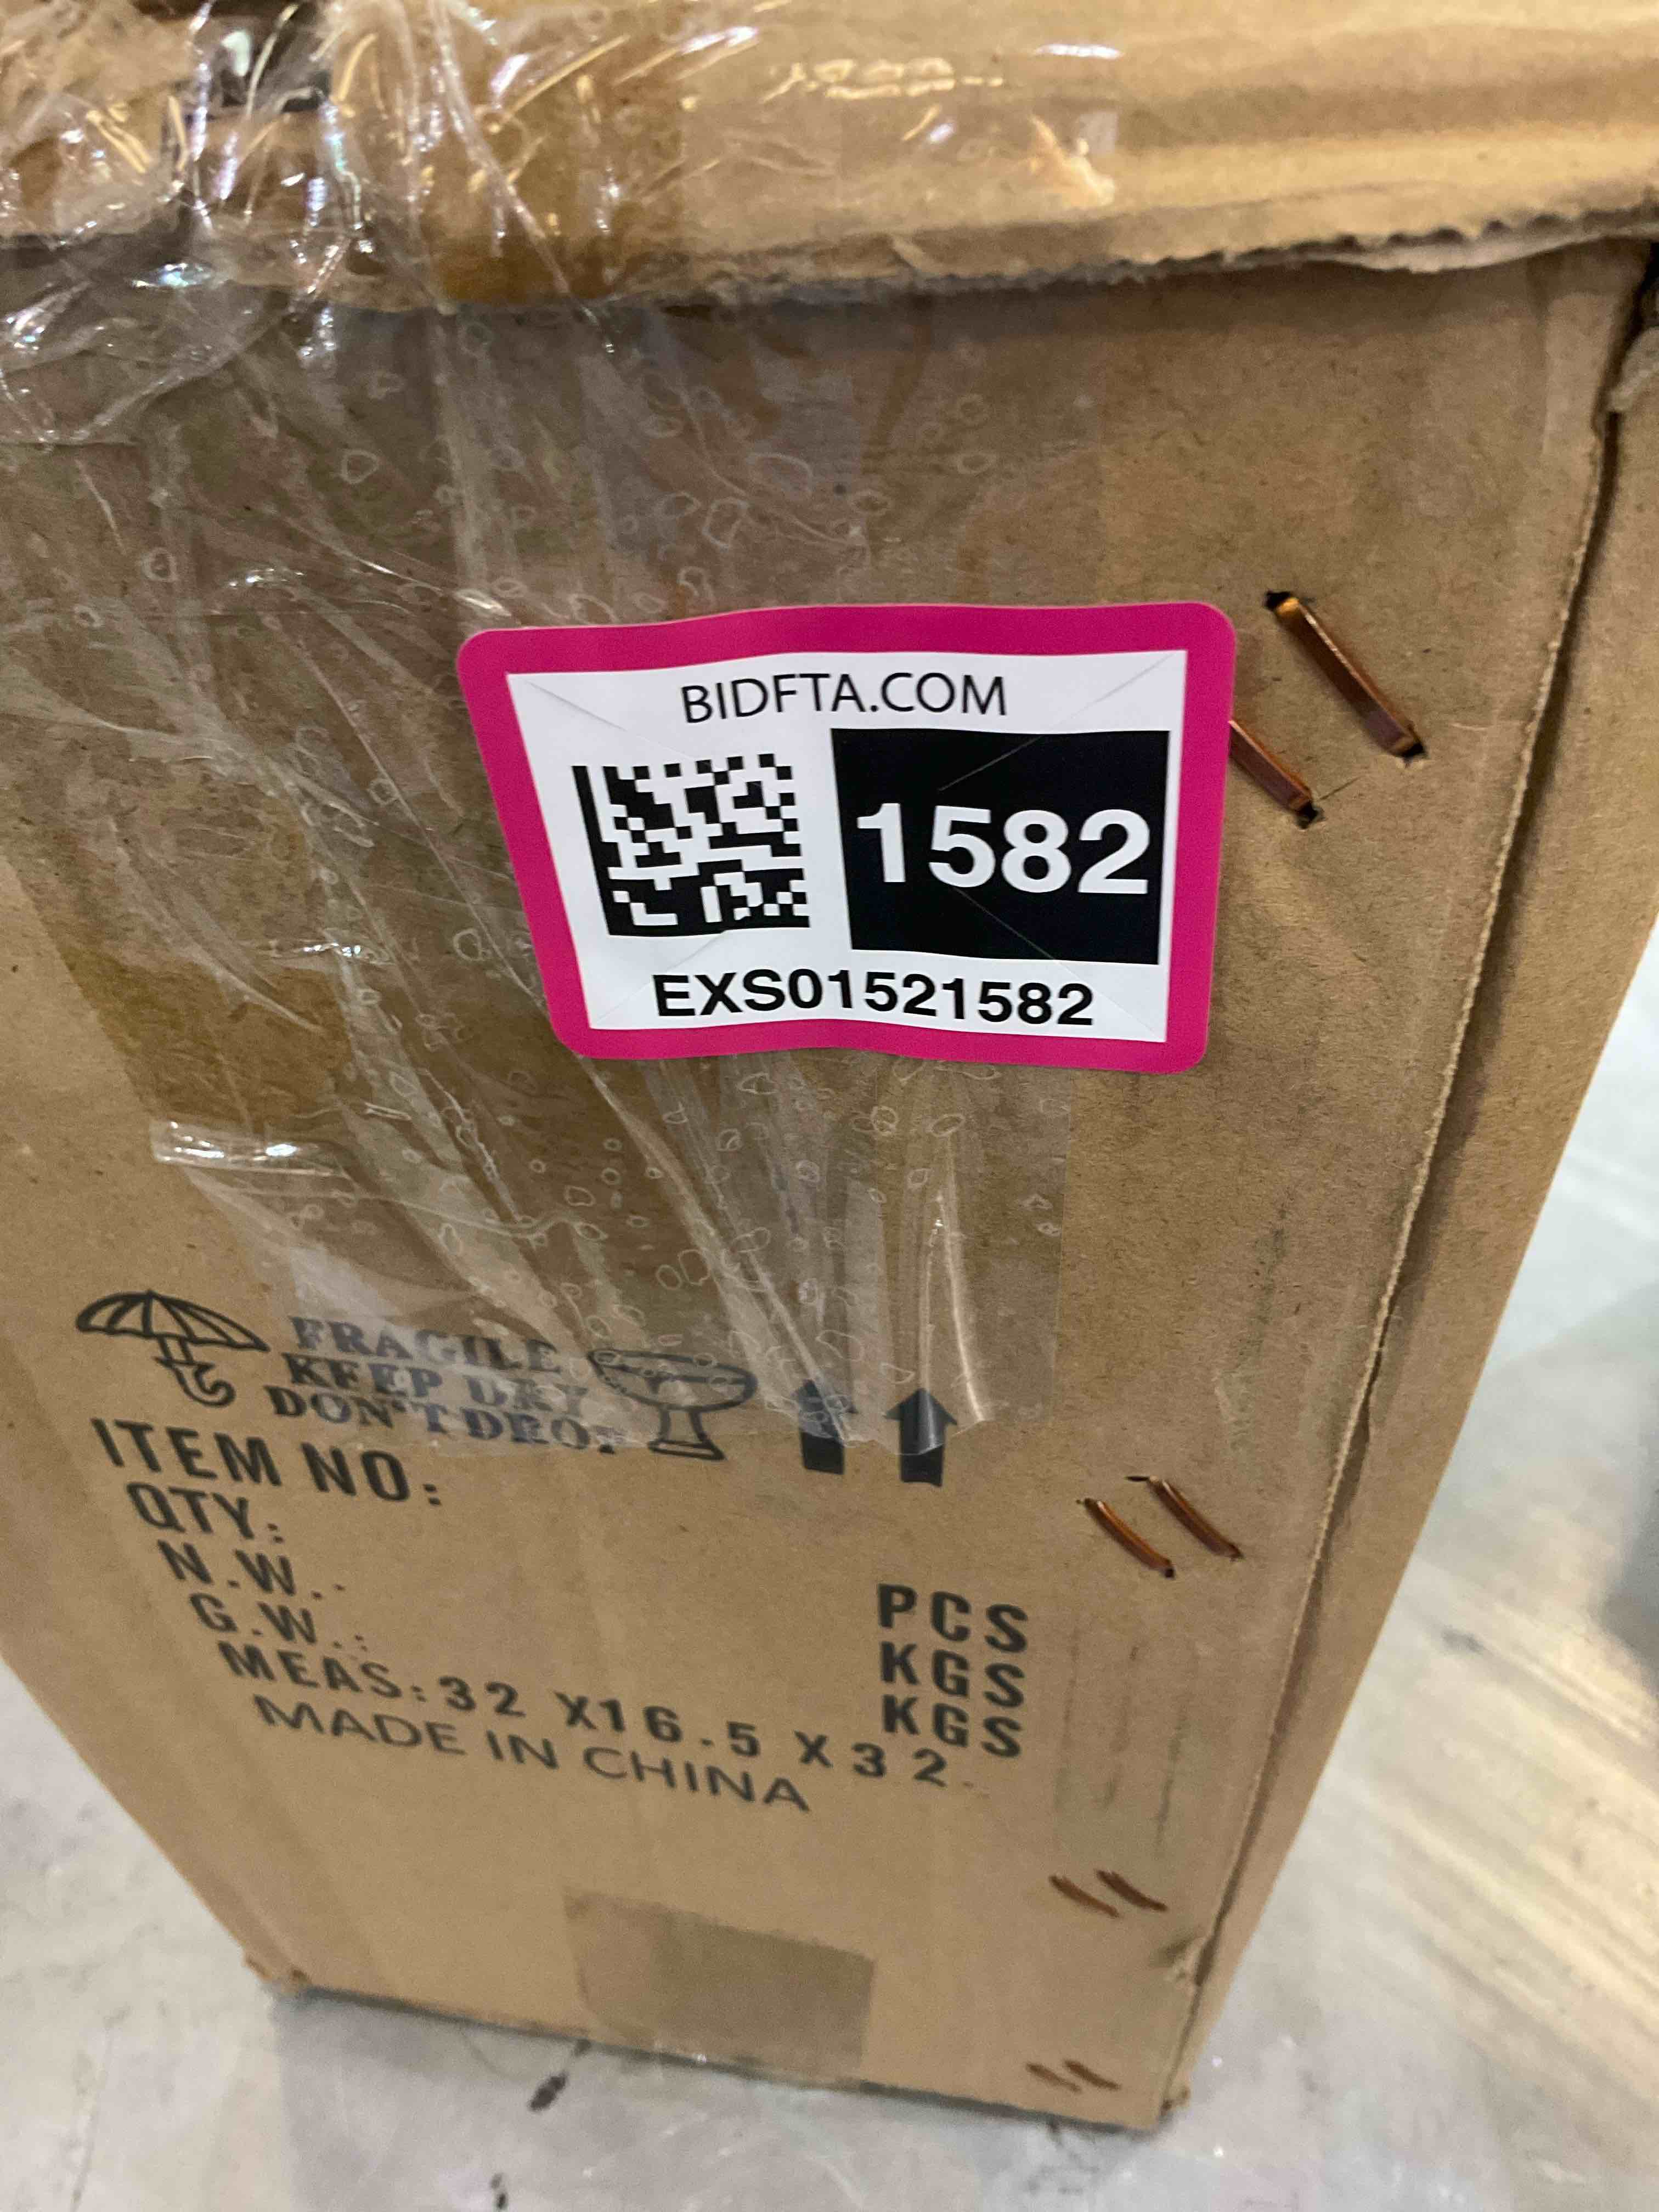 BIDFTA.COM
1582
EXS01521582
FRAGILE
KEEP DRY
DON'T DROP
ITEM NO:
QTY: PCS
N.W.: KGS
G.W.: KGS
MEAS: 32 X16.5 X 32
MADE IN CHINA